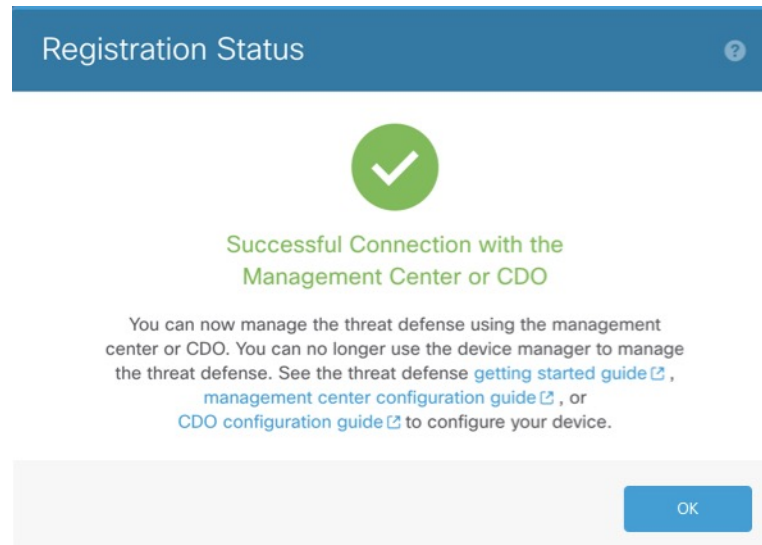 Registration Status
?
Successful Connection with the
Management Center or CDO
You can now manage the threat defense using the management
center or CDO. You can no longer use the device manager to manage
the threat defense. See the threat defense getting started guide ,
management center configuration guide , or
CDO configuration guide to configure your device.
OK